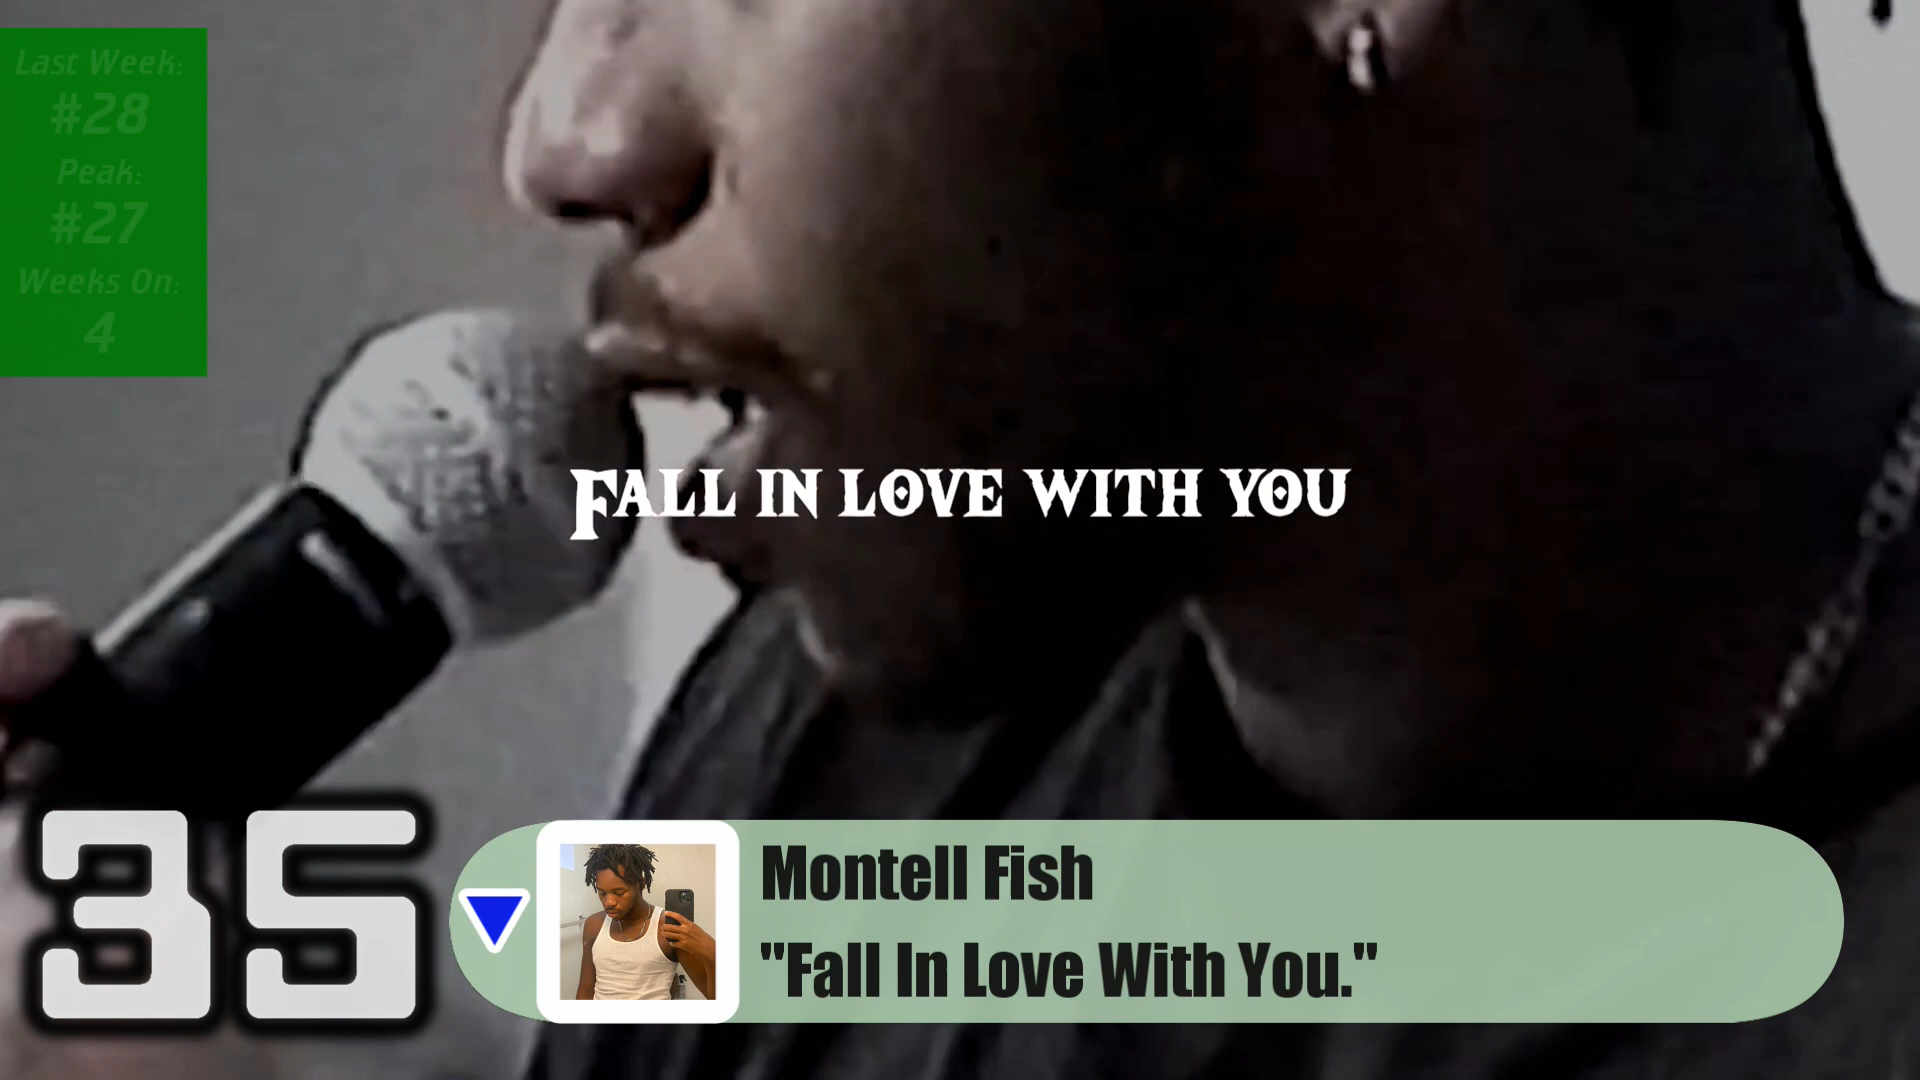 Last Week:
#28
Peak:
#27
Weeks On:
4
Fall in love with you
35
Montell Fish
"Fall In Love With You."